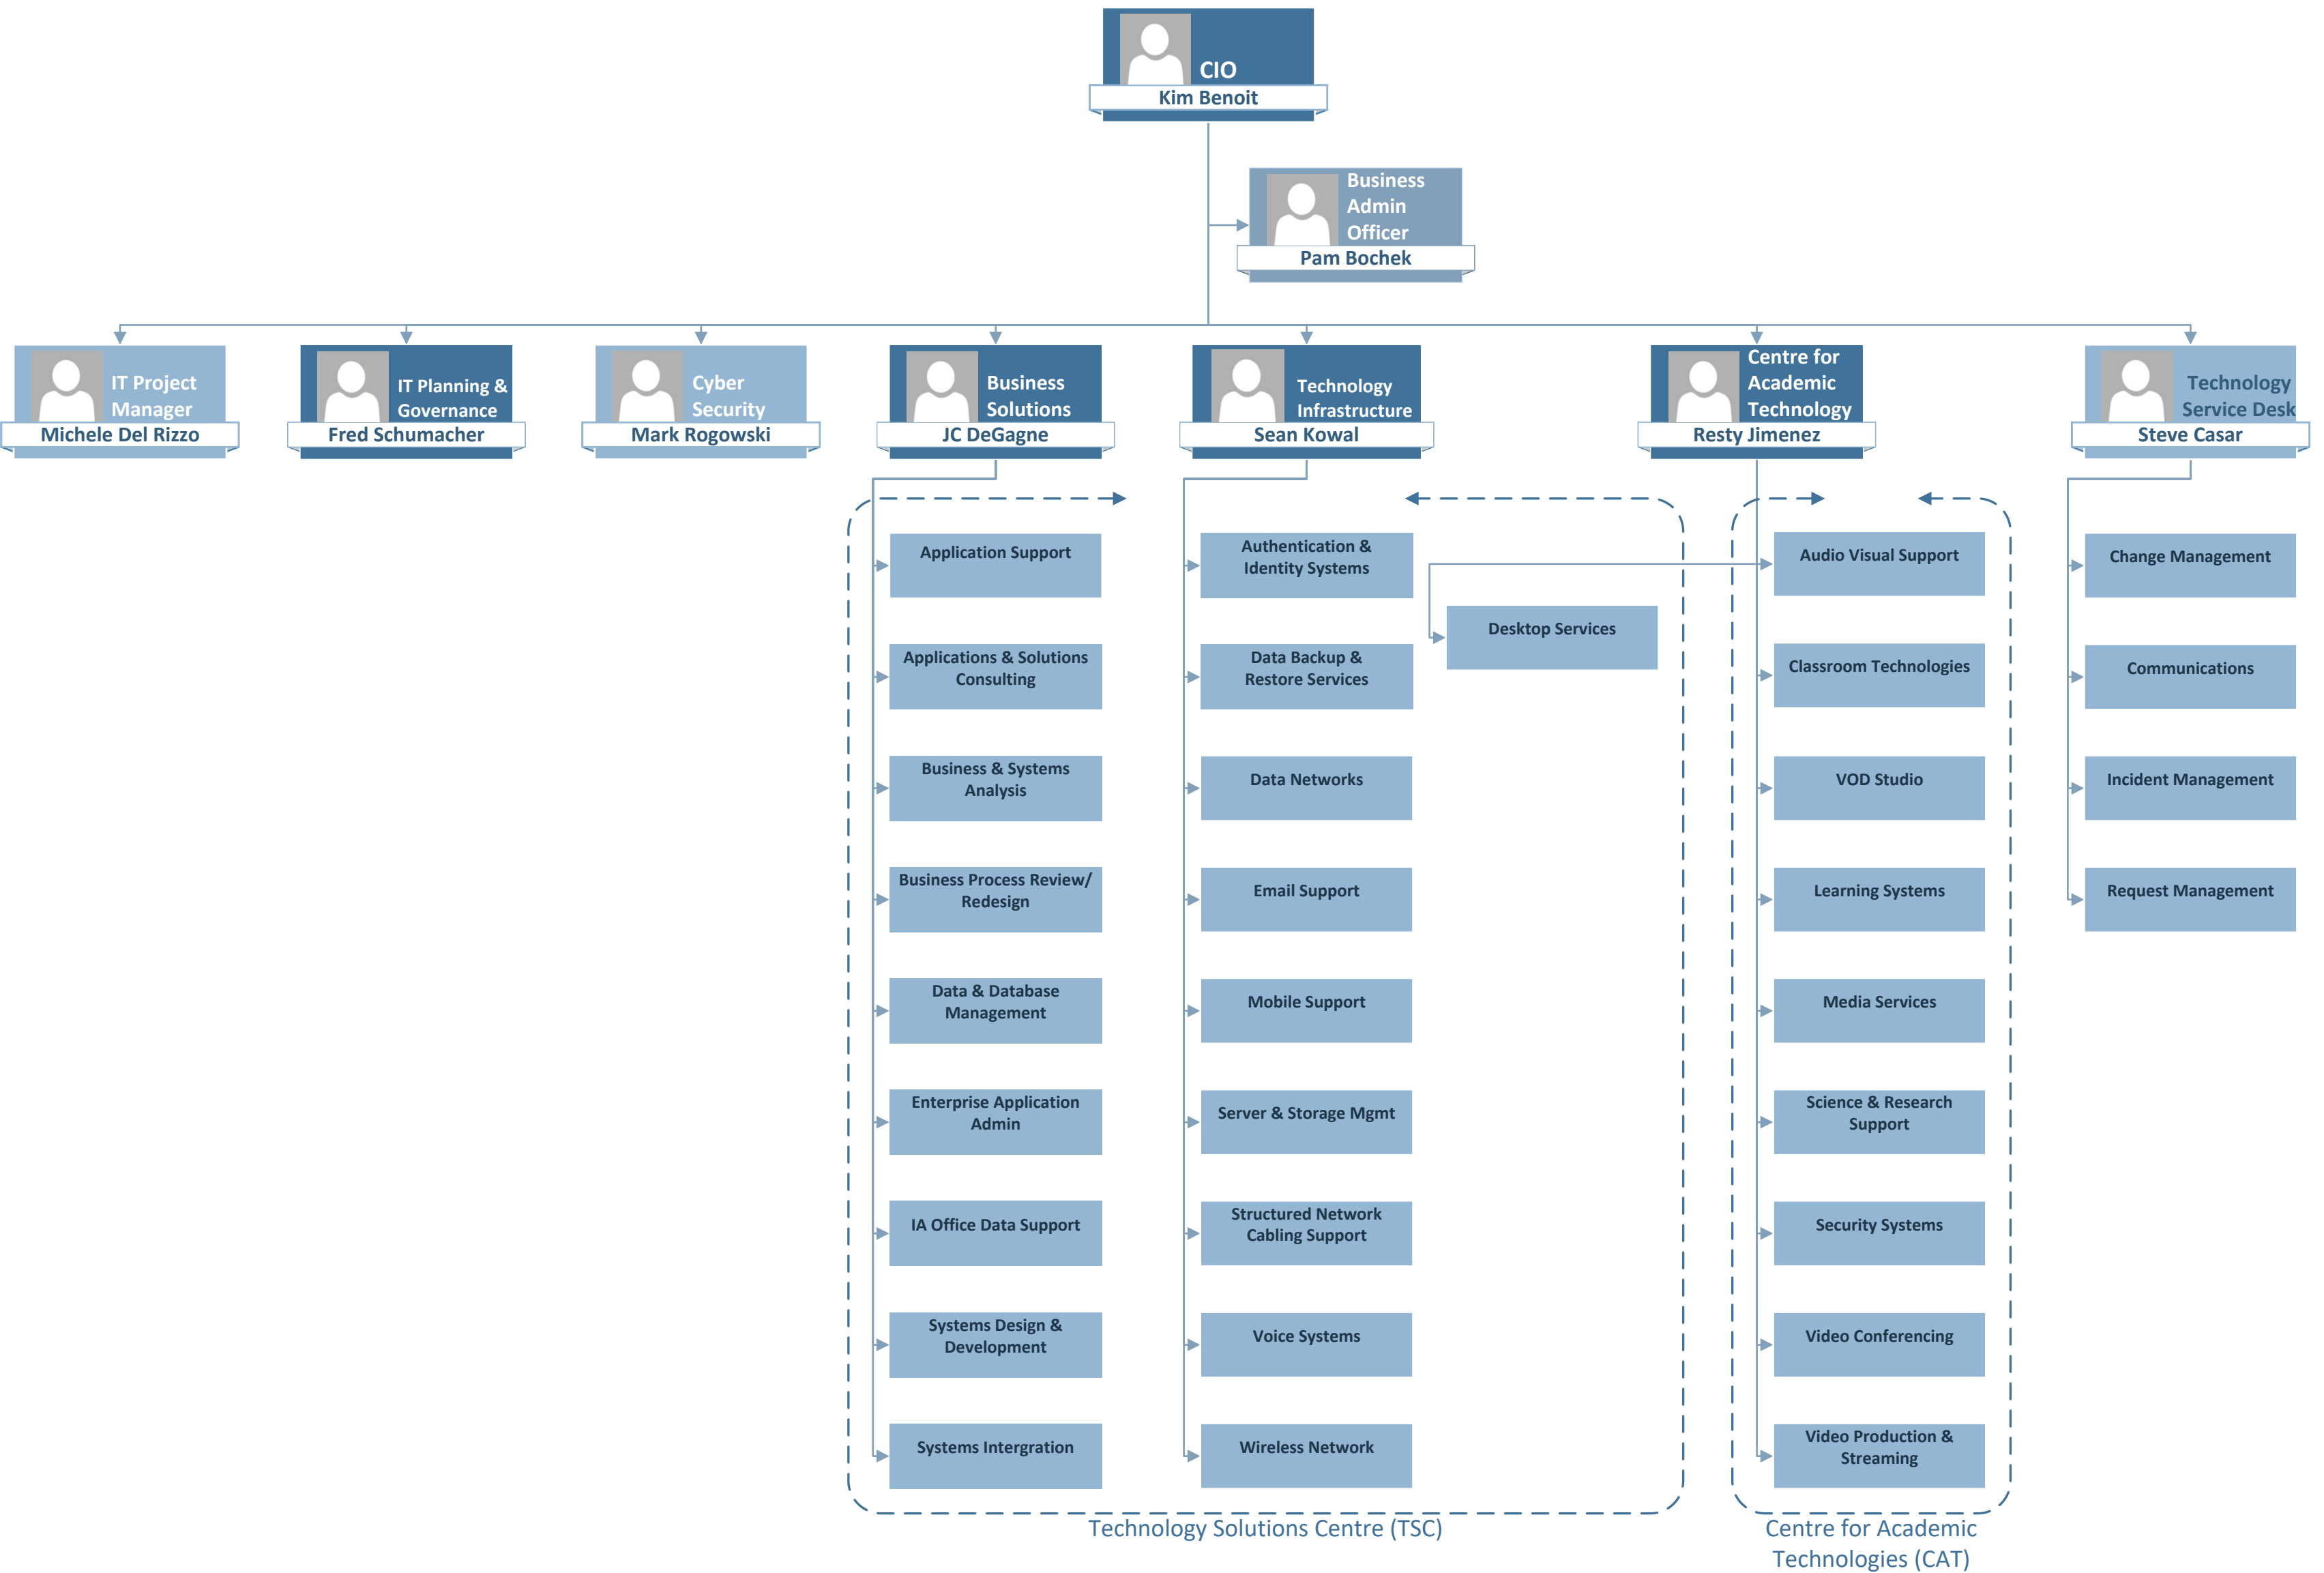 CIO
Kim Benoit
Business
Admin
Officer
Pam Bochek
IT Project
Manager
Michele Del Rizzo
IT Planning &
Governance
Fred Schumacher
Cyber
Security
Mark Rogowski
Business
Solutions
JC DeGagne
Technology
Infrastructure
Sean Kowal
Centre for
Academic
Technology
Resty Jimenez
Technology
Service Desk
Steve Casar
Application Support
Applications & Solutions
Consulting
Business & Systems
Analysis
Business Process Review/
Redesign
Data & Database
Management
Enterprise Application
Admin
IA Office Data Support
Systems Design &
Development
Systems Intergration
Authentication &
Identity Systems
Data Backup &
Restore Services
Data Networks
Email Support
Mobile Support
Server & Storage Mgmt
Structured Network
Cabling Support
Voice Systems
Wireless Network
Desktop Services
Audio Visual Support
Classroom Technologies
VOD Studio
Learning Systems
Media Services
Science & Research
Support
Security Systems
Video Conferencing
Video Production &
Streaming
Change Management
Communications
Incident Management
Request Management
Technology Solutions Centre (TSC)
Centre for Academic
Technologies (CAT)